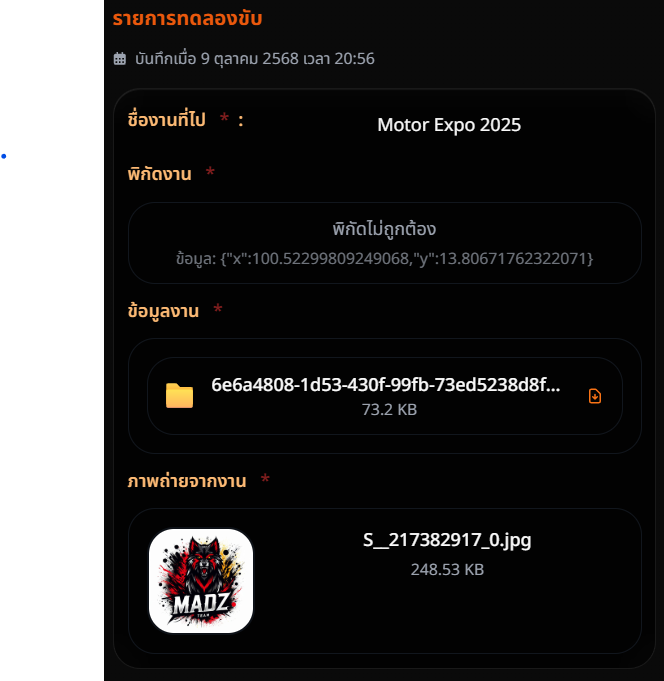 รายการทดลองขับ
บันทึกเมื่อ 9 ตุลาคม 2568 เวลา 20:56
ชื่องานที่ไป * : Motor Expo 2025
พิกัดงาน *
พิกัดไม่ถูกต้อง
ข้อมูล: {"x":100.52299809249068,"y":13.80671762322071}
ข้อมูลงาน *
6e6a4808-1d53-430f-99fb-73ed5238d8f...
73.2 KB
ภาพถ่ายจากงาน *
S__217382917_0.jpg
248.53 KB
MADZ
TEAM